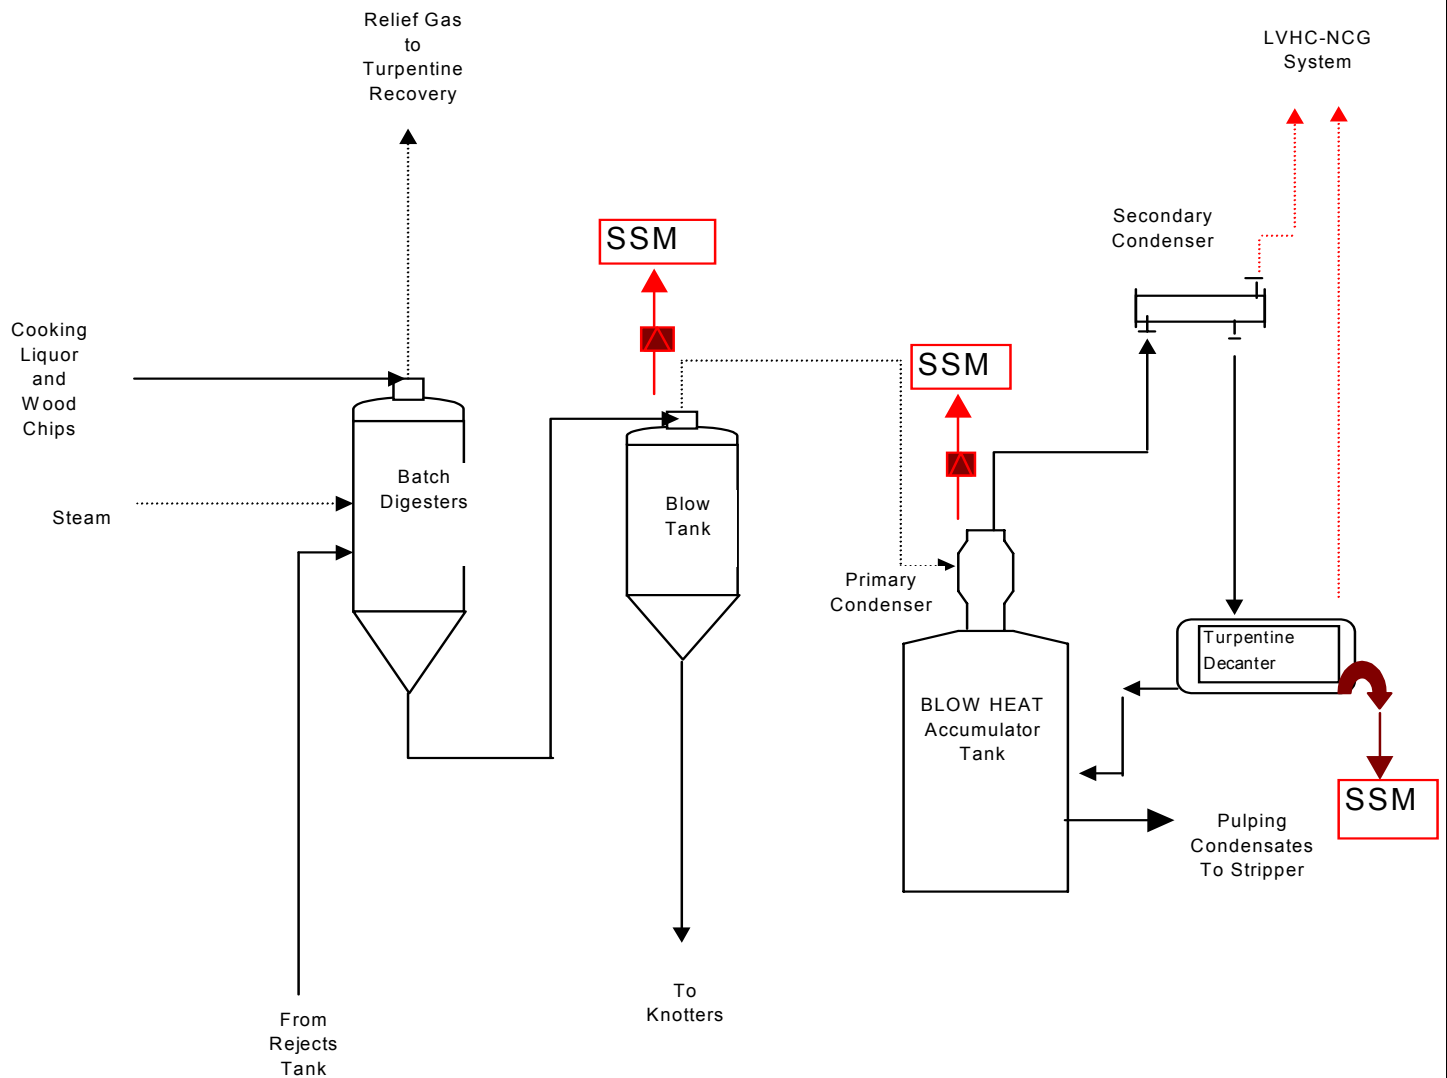 Relief Gas
to
Turpentine
Recovery
LVHC-NCG
System
Secondary
Condenser
SSM
Cooking
Liquor
and
Wood
Chips
SSM
Batch
Digesters
Steam
Blow
Tank
Primary
Condenser
Turpentine
Decanter
BLOW HEAT
Accumulator
Tank
SSM
Pulping
Condensates
To Stripper
To
Knotters
From
Rejects
Tank